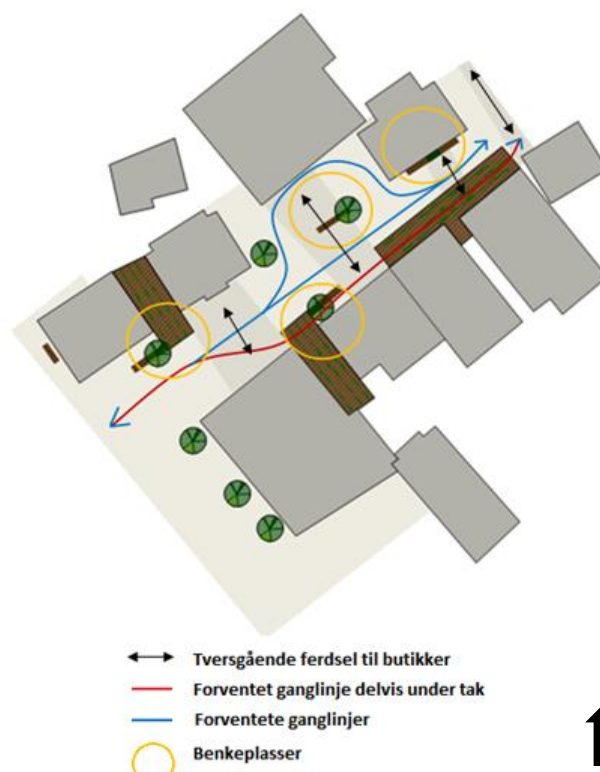 Tversgående ferdsel til butikker
Forventet ganglinje delvis under tak
Forventete ganglinjer
Benkeplasser